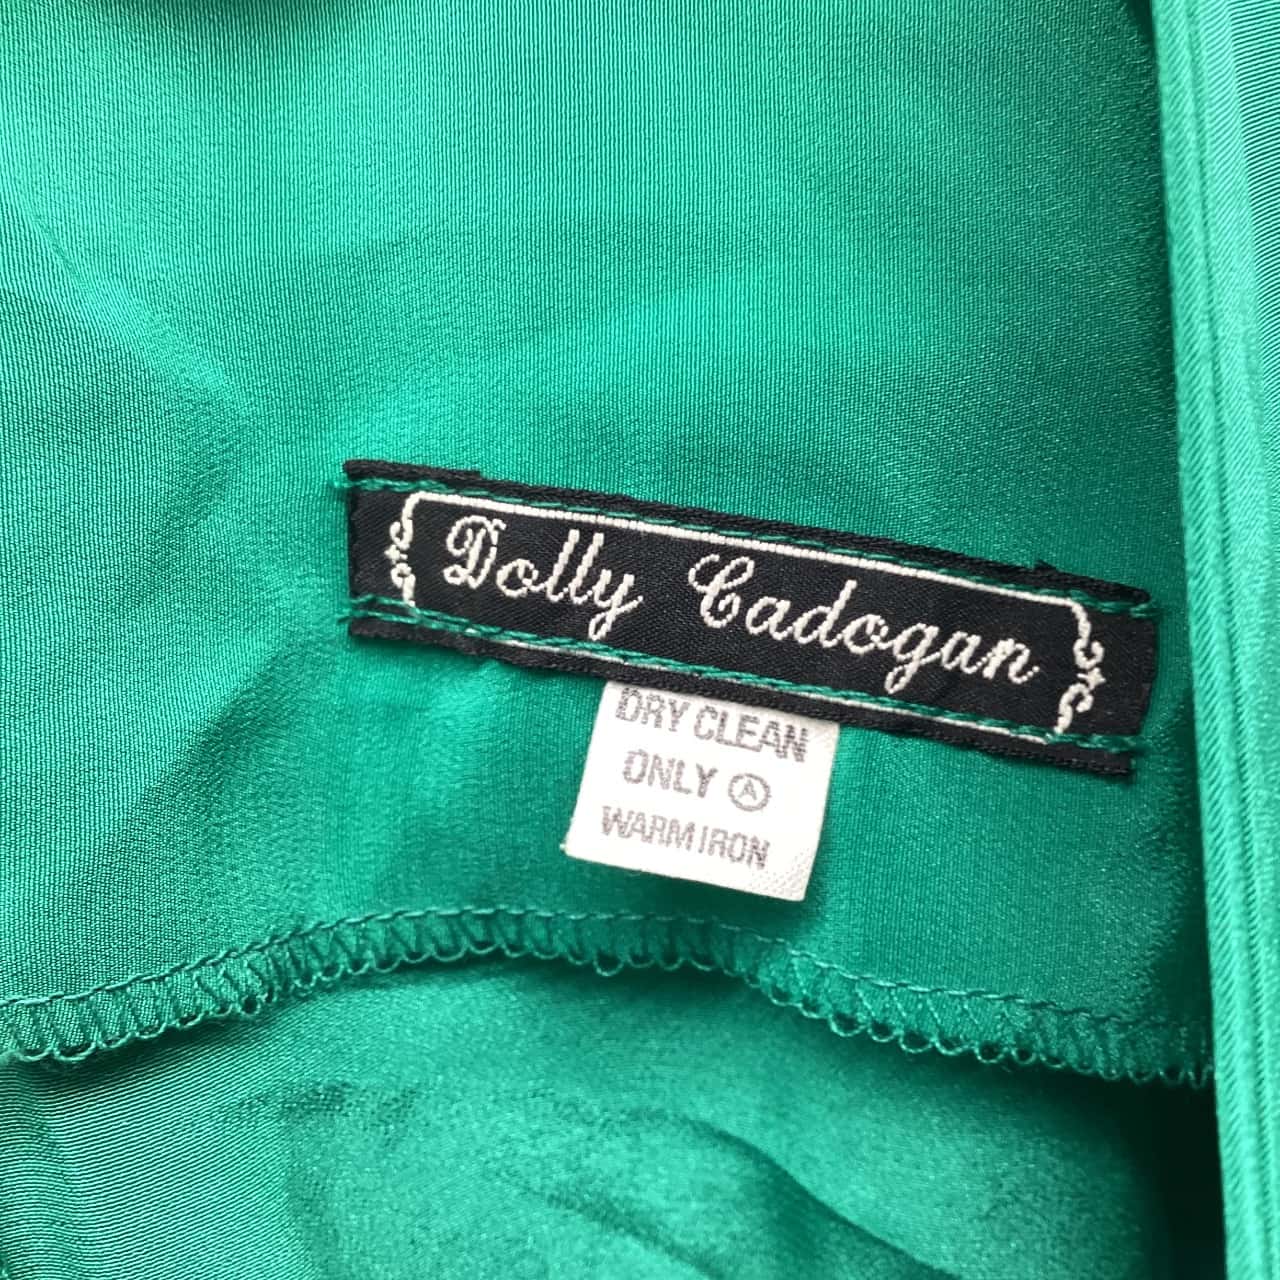 Dolly Cadogan
DRY CLEAN
ONLY Ⓐ
WARM IRON